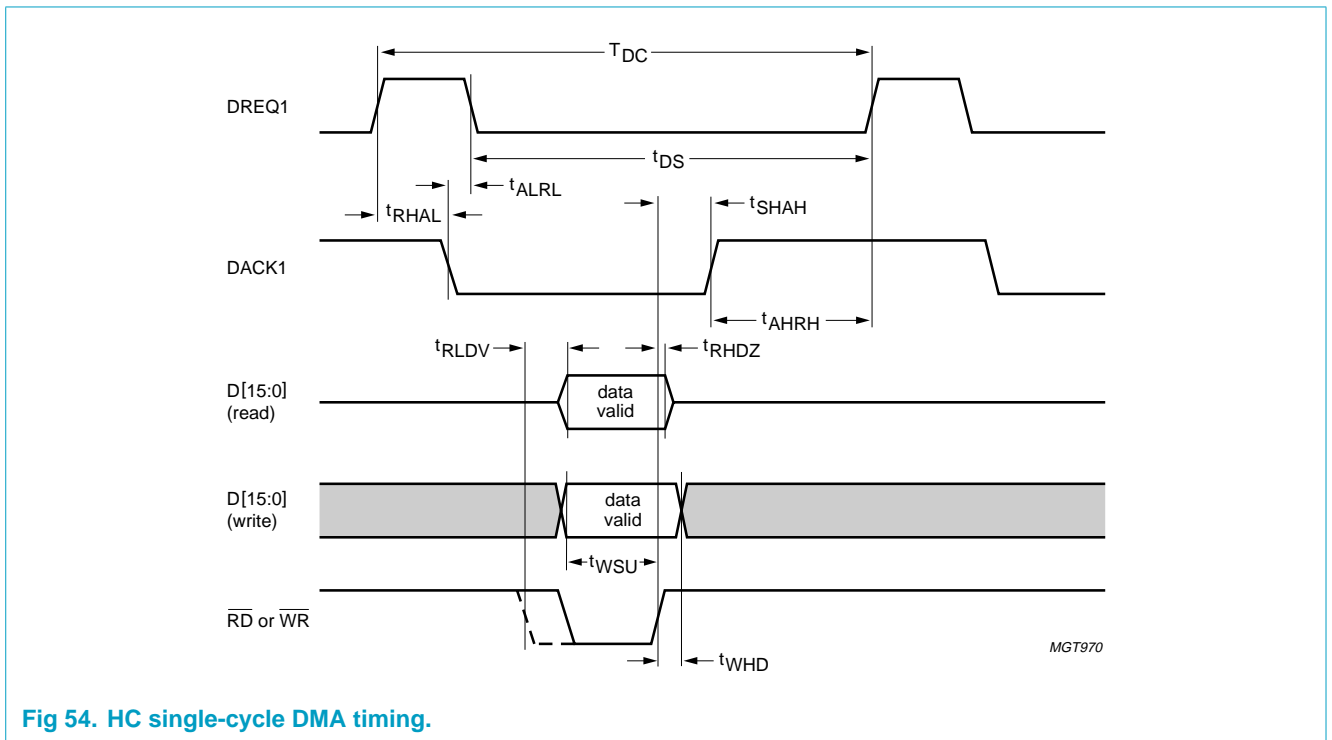 T_DC
DREQ1
t_DS
t_ALRL
t_RHAL
t_SHAH
DACK1
t_AHRH
t_RLDV
t_RHDZ
D[15:0]
(read)
data
valid
D[15:0]
(write)
data
valid
t_WSU
RD or WR
t_WHD
MGT970
Fig 54. HC single-cycle DMA timing.